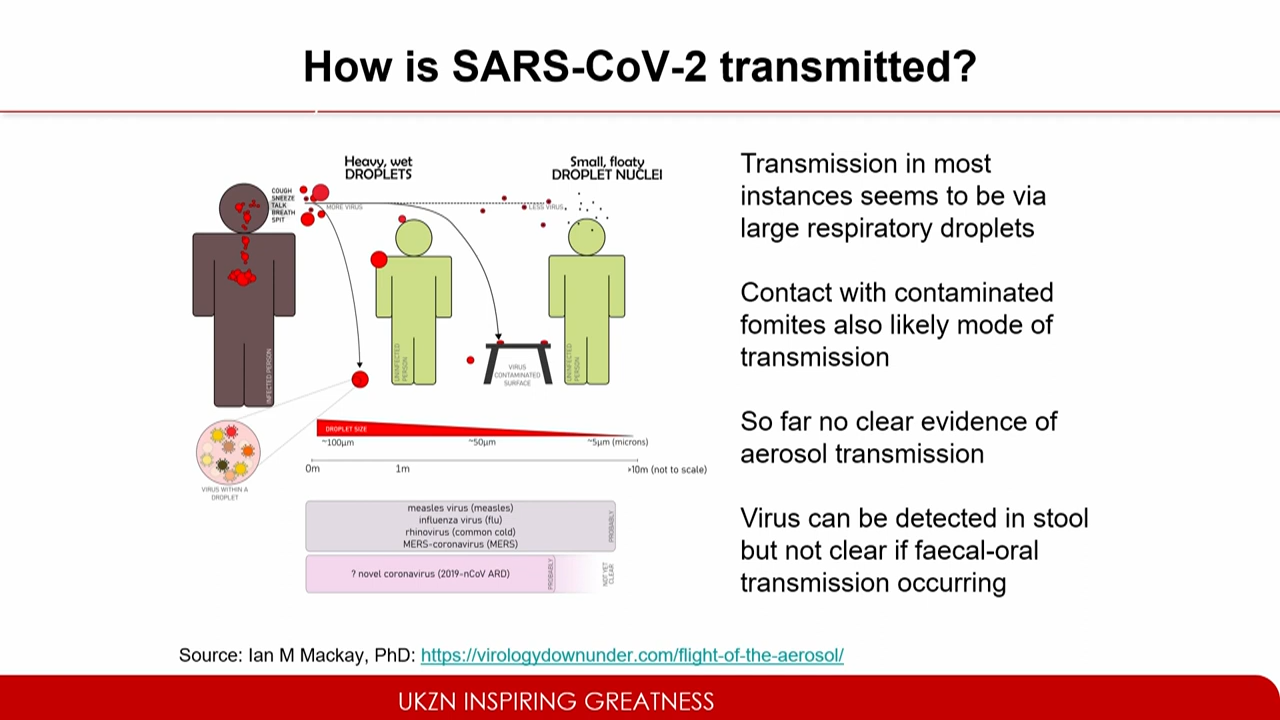 How is SARS-CoV-2 transmitted?
Heavy, wet
DROPLETS
Small, floaty
DROPLET NUCLEI
COUGH
SNEEZE
TALK
BREATH
SPIT
MORE VIRUS
LESS VIRUS
INFECTED PERSON
UNINFECTED
PERSON
VIRUS
CONTAMINATED
SURFACE
UNINFECTED
PERSON
VIRUS WITHIN A
DROPLET
DROPLET SIZE
~100µm
~50µm
~5µm (microns)
0m
1m
>10m (not to scale)
measles virus (measles)
influenza virus (flu)
rhinovirus (common cold)
MERS-coronavirus (MERS)
PROBABLY
? novel coronavirus (2019-nCoV ARD)
PROBABLY
NOT YET
CLEAR
Transmission in most
instances seems to be via
large respiratory droplets
Contact with contaminated
fomites also likely mode of
transmission
So far no clear evidence of
aerosol transmission
Virus can be detected in stool
but not clear if faecal-oral
transmission occurring
Source: Ian M Mackay, PhD: https://virologydownunder.com/flight-of-the-aerosol/
UKZN INSPIRING GREATNESS